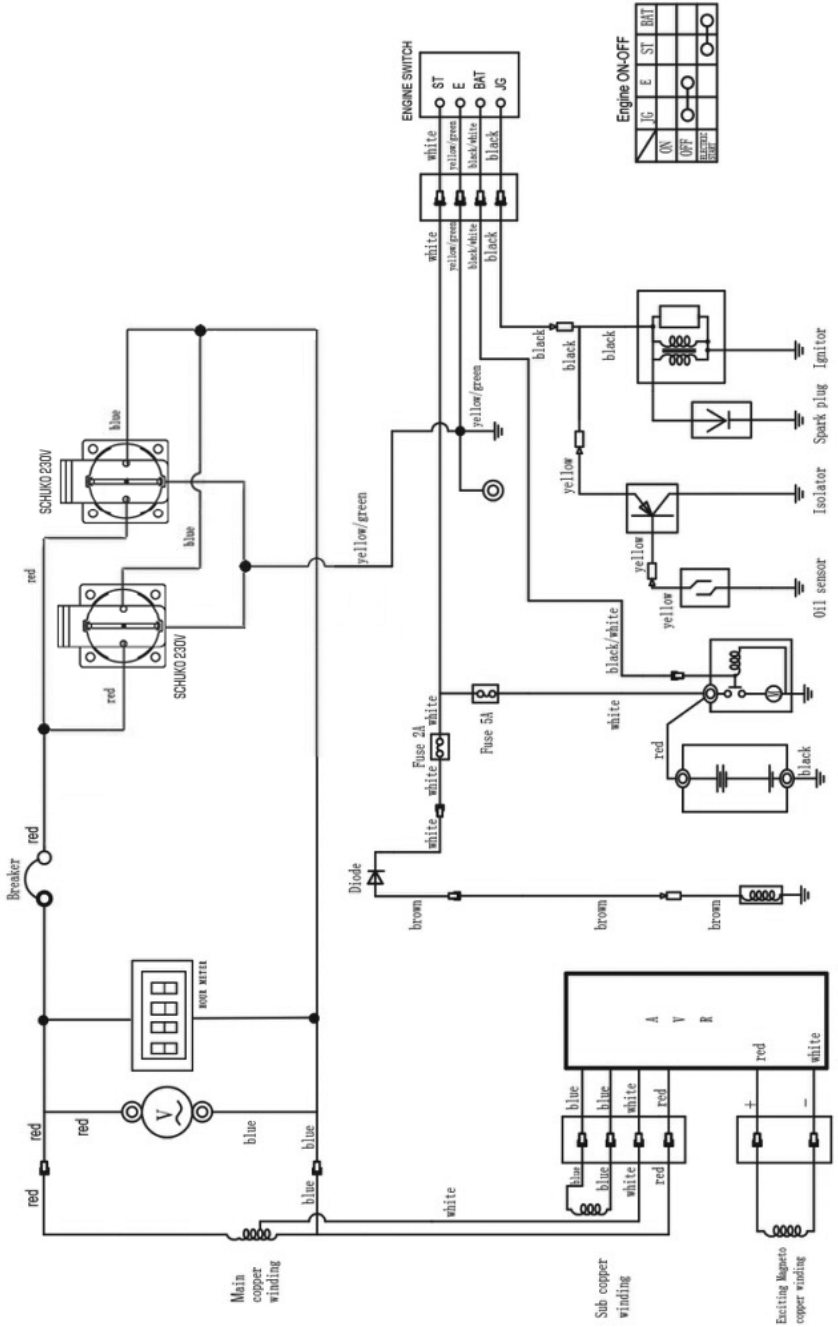 ENGINE SWITCH
ST
E
BAT
JG
white
yellow/green
black/white
black
white
yellow/green
black/white
black
Engine ON-OFF
JG
E
ST
BAT
ON
OFF
ELECTRIC
START
SCHUKO 230V
blue
red
SCHUKO 230V
blue
red
yellow/green
yellow/green
black
black
black
yellow
yellow
yellow
Ignitor
Spark plug
Isolator
Oil sensor
black/white
white
Fuse 2A
white
Fuse 5A
white
white
red
black
Diode
brown
brown
brown
Breaker
red
HOUR METER
V
M
red
red
red
blue
blue
blue
white
Main
copper
winding
A
V
R
blue
blue
white
red
blue
blue
white
red
Sub copper
winding
red
white
+
-
Exciting Magneto
copper winding